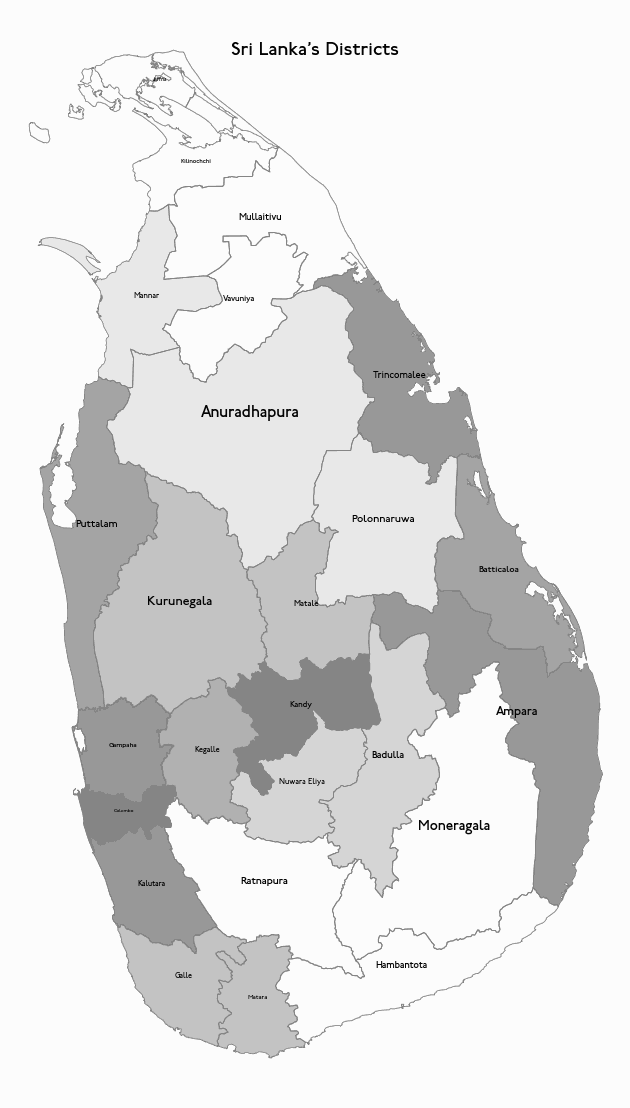 Sri Lanka's Districts
Jaffna
Kilinochchi
Mullaitivu
Mannar
Vavuniya
Trincomalee
Anuradhapura
Polonnaruwa
Puttalam
Batticaloa
Kurunegala
Matale
Kandy
Ampara
Gampaha
Kegalle
Badulla
Nuwara Eliya
Colombo
Moneragala
Ratnapura
Kalutara
Hambantota
Galle
Matara